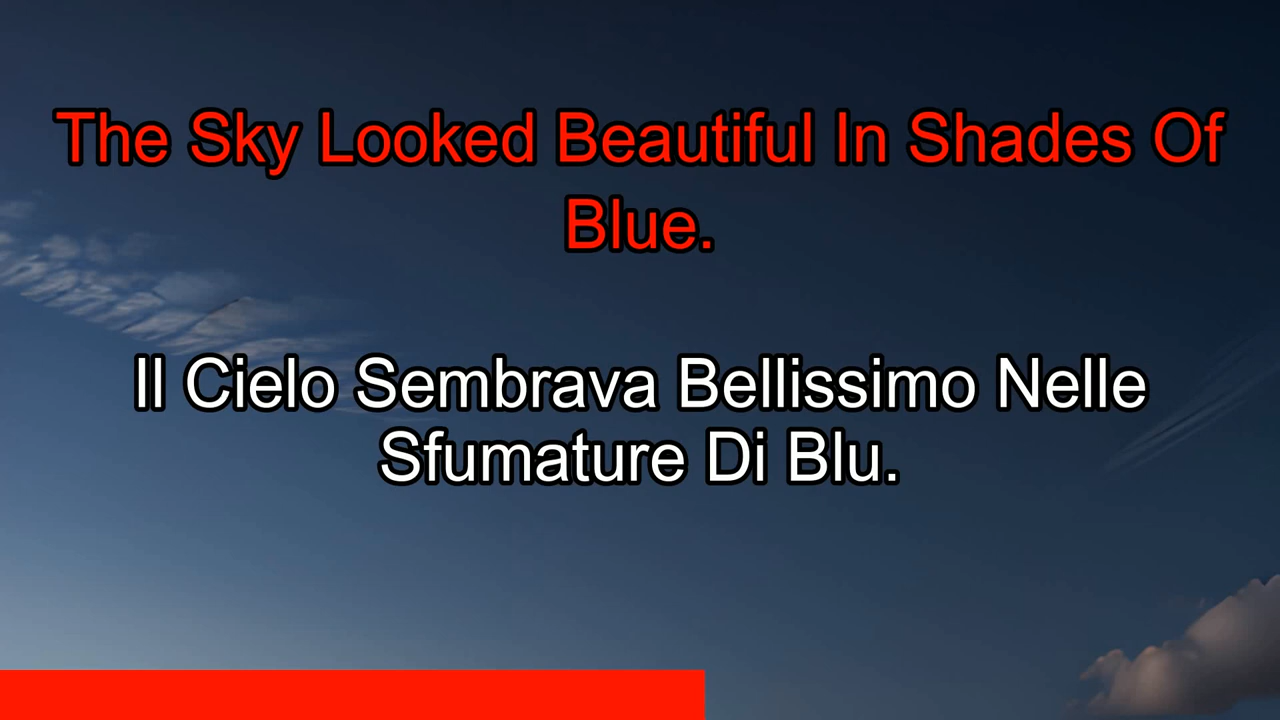 The Sky Looked Beautiful In Shades Of
Blue.
Il Cielo Sembrava Bellissimo Nelle
Sfumature Di Blu.